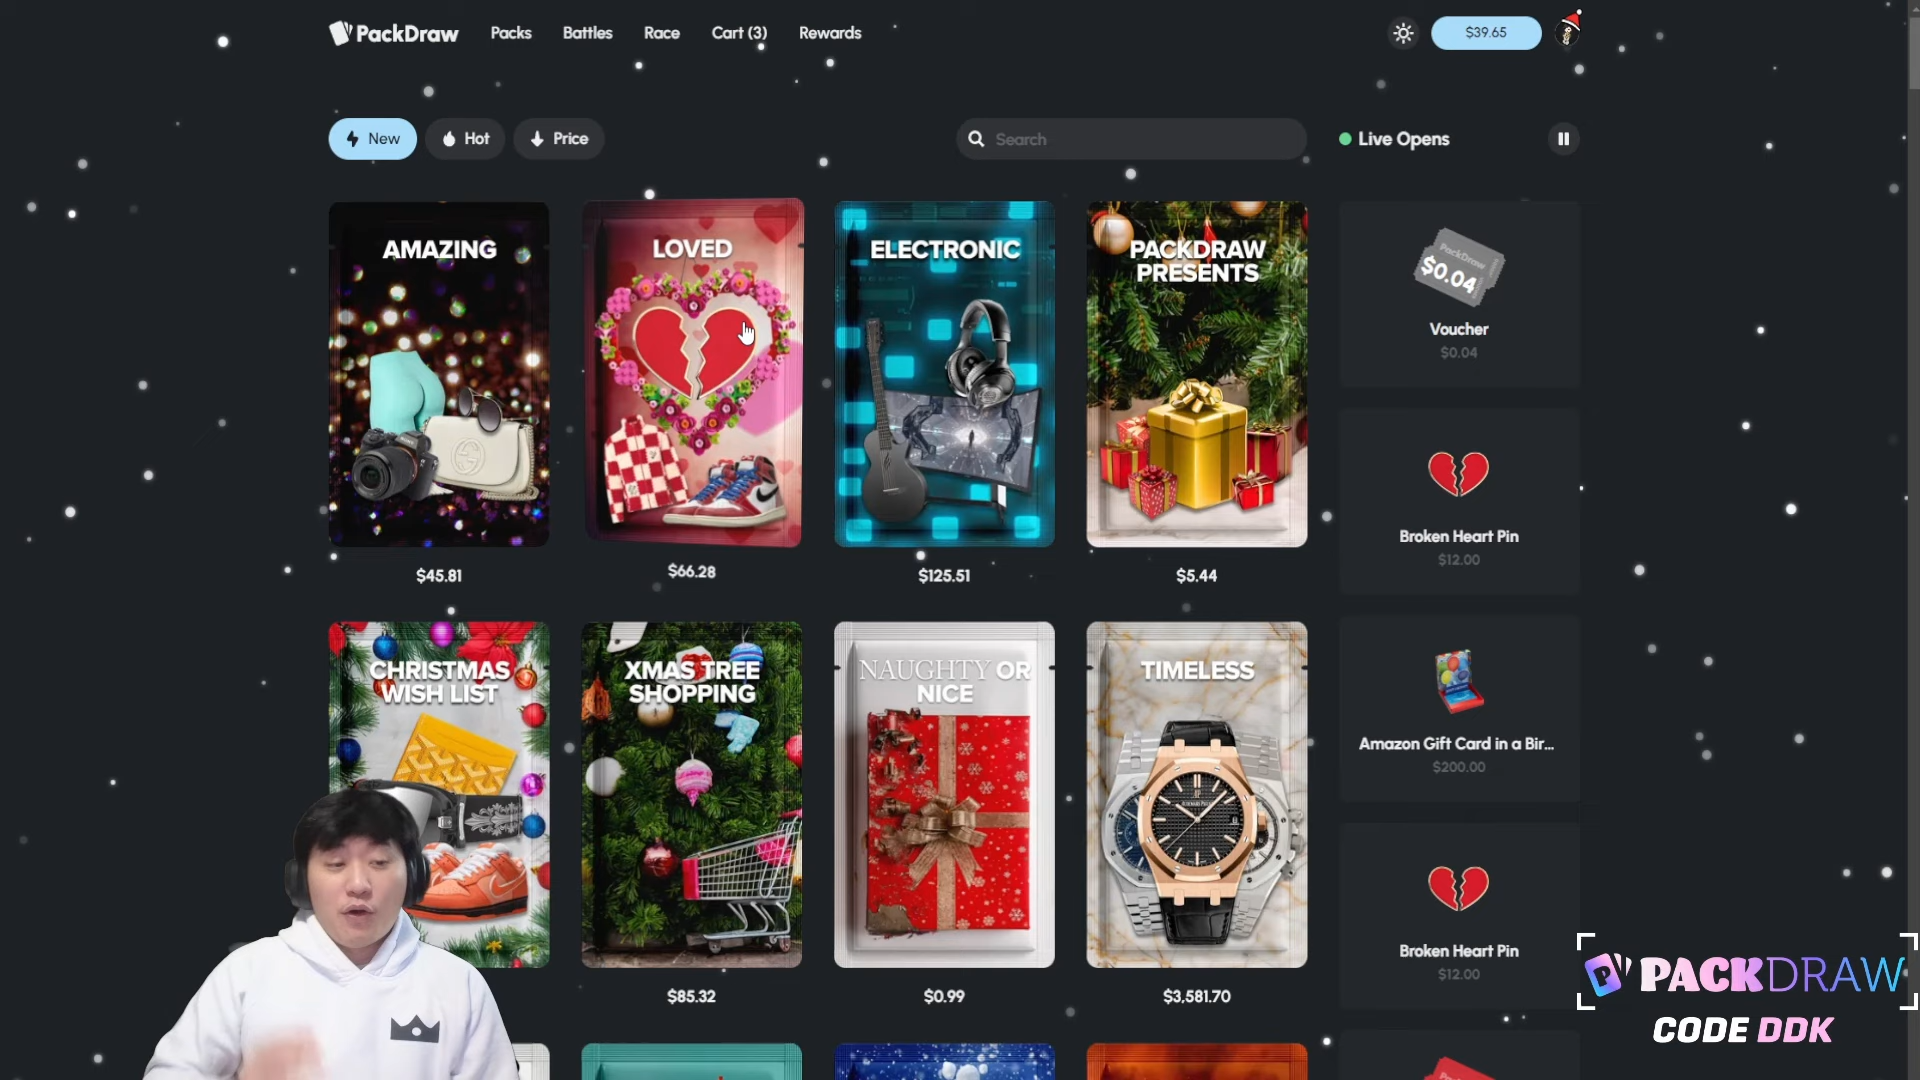 PackDraw
Packs
Battles
Race
Cart (3)
Rewards
$39.65
New
Hot
Price
Search
Live Opens
AMAZING
$45.81
LOVED
$66.28
ELECTRONIC
$125.51
PACKDRAW
PRESENTS
$5.44
PackDraw
$0.04
Voucher
$0.04
Broken Heart Pin
$12.00
Amazon Gift Card in a Bir...
$200.00
Broken Heart Pin
$12.00
CHRISTMAS
WISH LIST
XMAS TREE
SHOPPING
$85.32
NAUGHTY OR
NICE
$0.99
TIMELESS
$3,581.70
PACKDRAW
CODE DDK